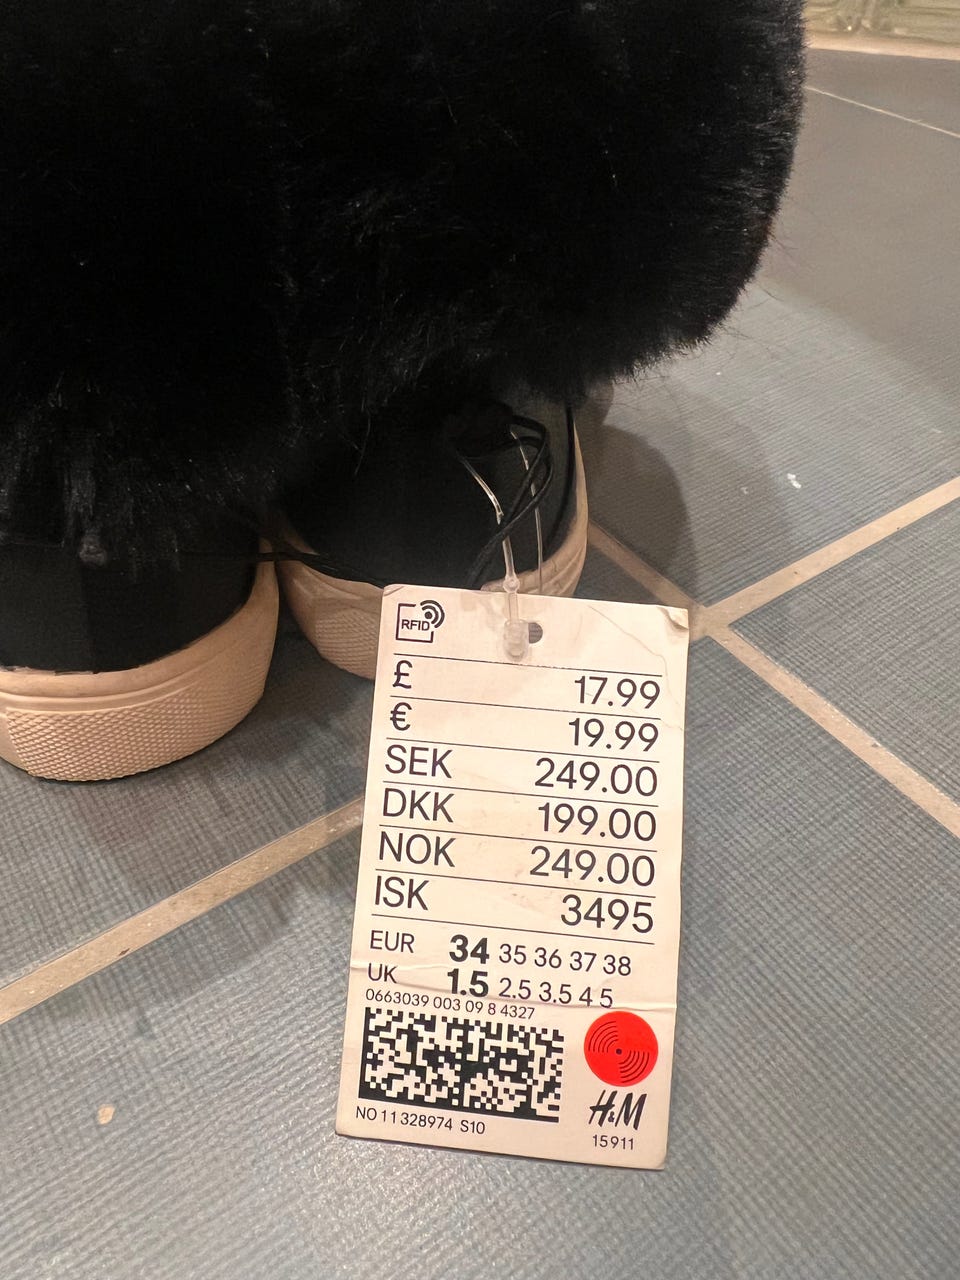 RFID
£ 17.99
€ 19.99
SEK 249.00
DKK 199.00
NOK 249.00
ISK 3495
EUR 34 35 36 37 38
UK 1.5 2.5 3.5 4 5
0663039 003 09 8 4327
H&M
NO 11 328974 S10
15911